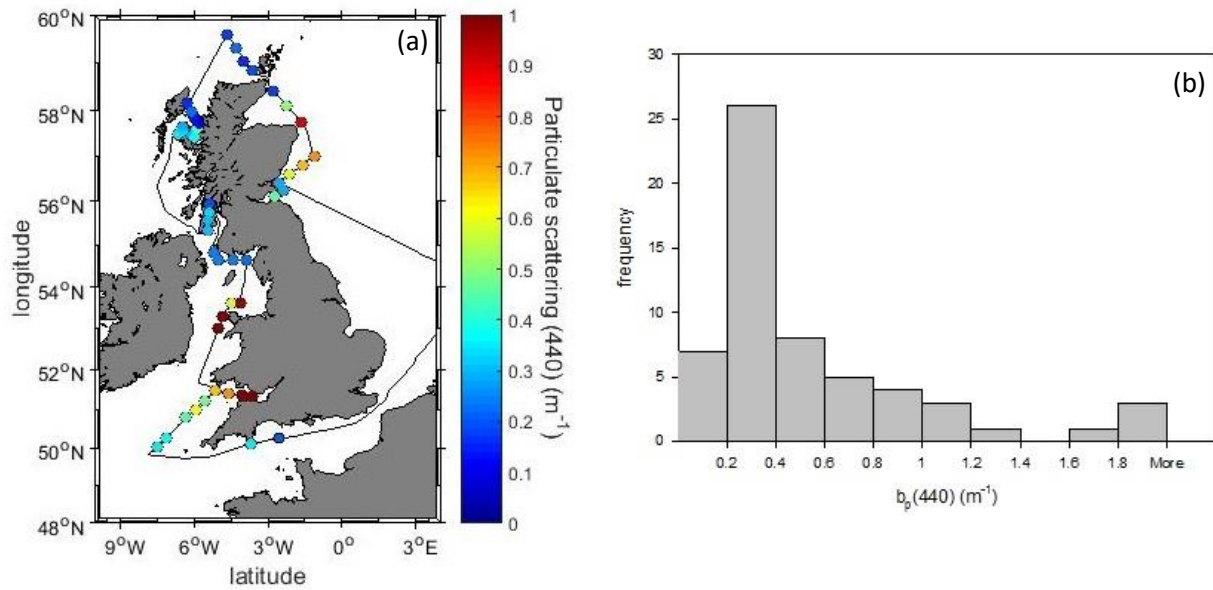 (a)
60°N
58°N
56°N
54°N
52°N
50°N
48°N
longitude
9°W 6°W 3°W 0° 3°E
latitude
1
0.9
0.8
0.7
0.6
0.5
0.4
0.3
0.2
0.1
0
Particulate scattering (440) (m⁻¹)
(b)
30
25
20
15
10
5
0
frequency
0.2 0.4 0.6 0.8 1 1.2 1.4 1.6 1.8 More
bₚ(440) (m⁻¹)